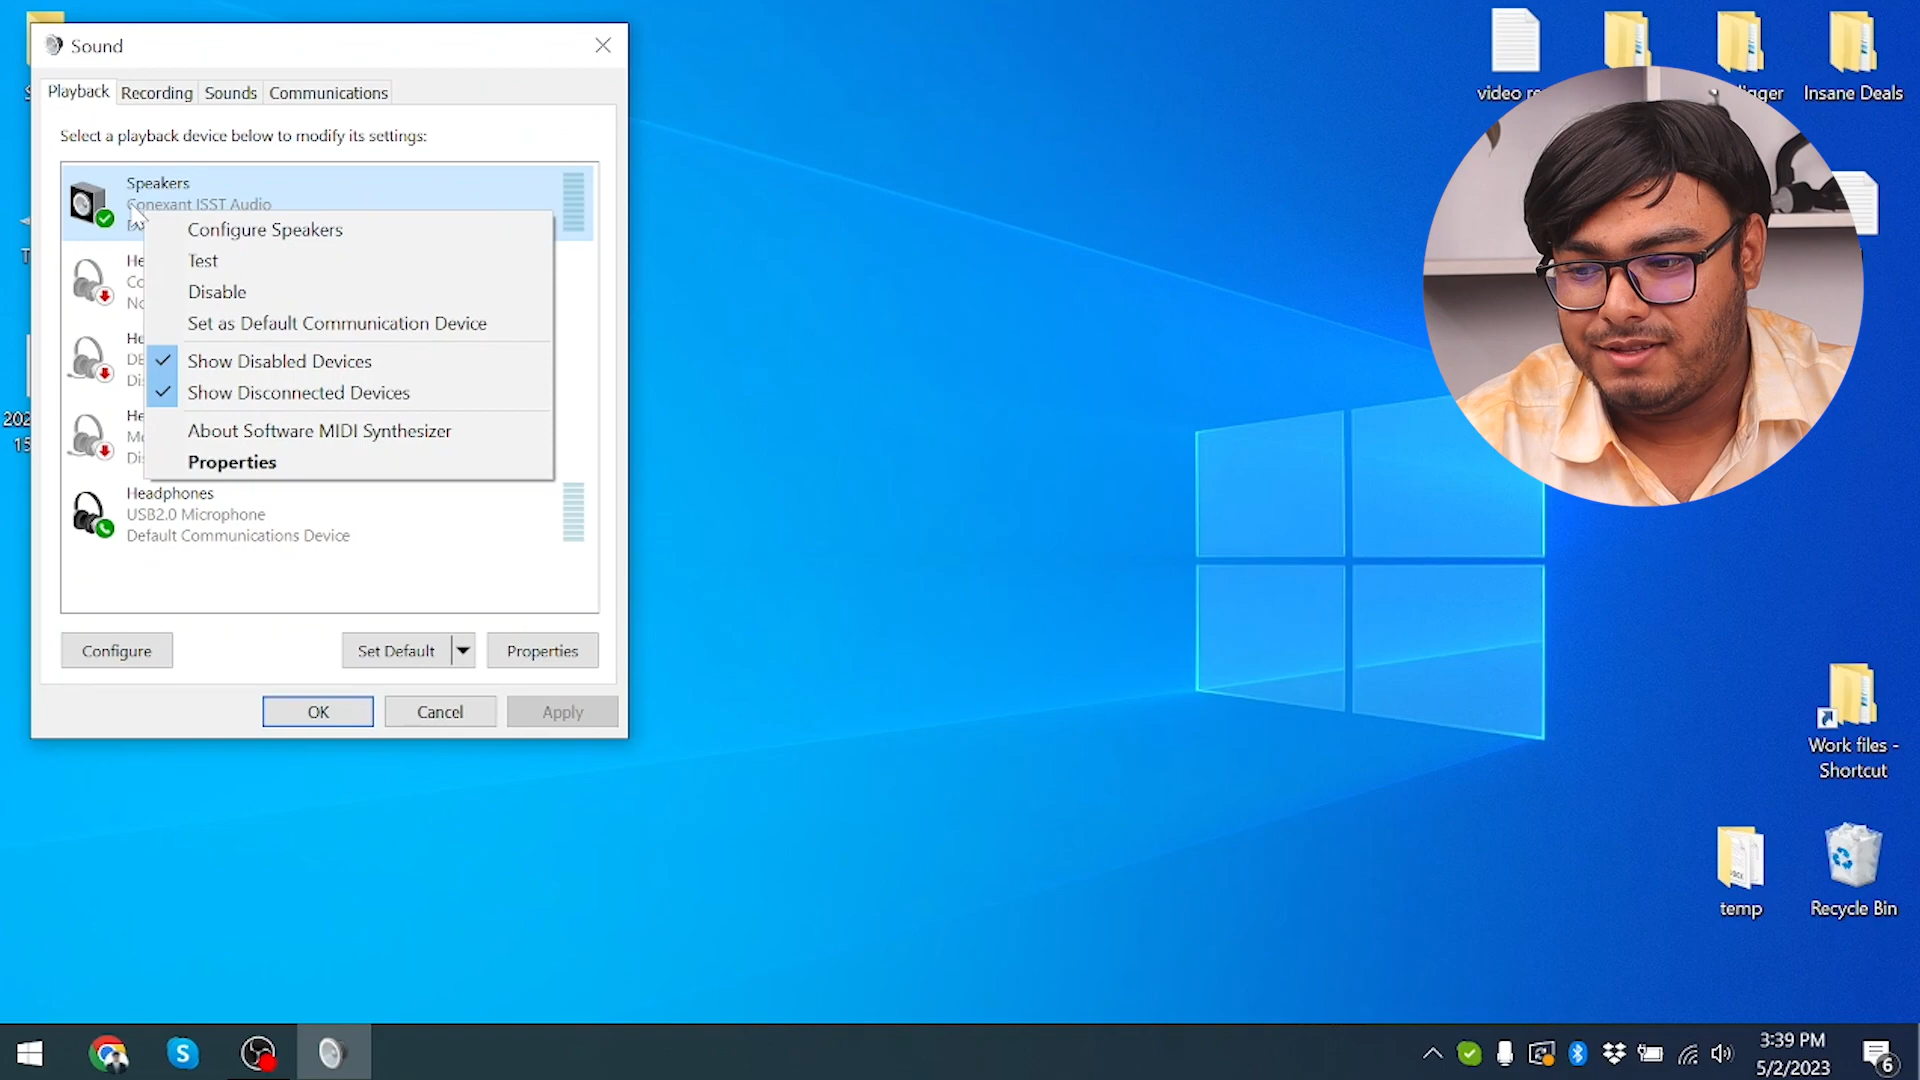 Sound
Playback
Recording
Sounds
Communications
Select a playback device below to modify its settings:
Speakers
Conexant ISST Audio
Configure Speakers
Test
Disable
Set as Default Communication Device
Show Disabled Devices
Show Disconnected Devices
About Software MIDI Synthesizer
Properties
Headphones
USB2.0 Microphone
Default Communications Device
Configure
Set Default
Properties
OK
Cancel
Apply
video
Insane Deals
Work files -
Shortcut
temp
Recycle Bin
3:39 PM
5/2/2023
6